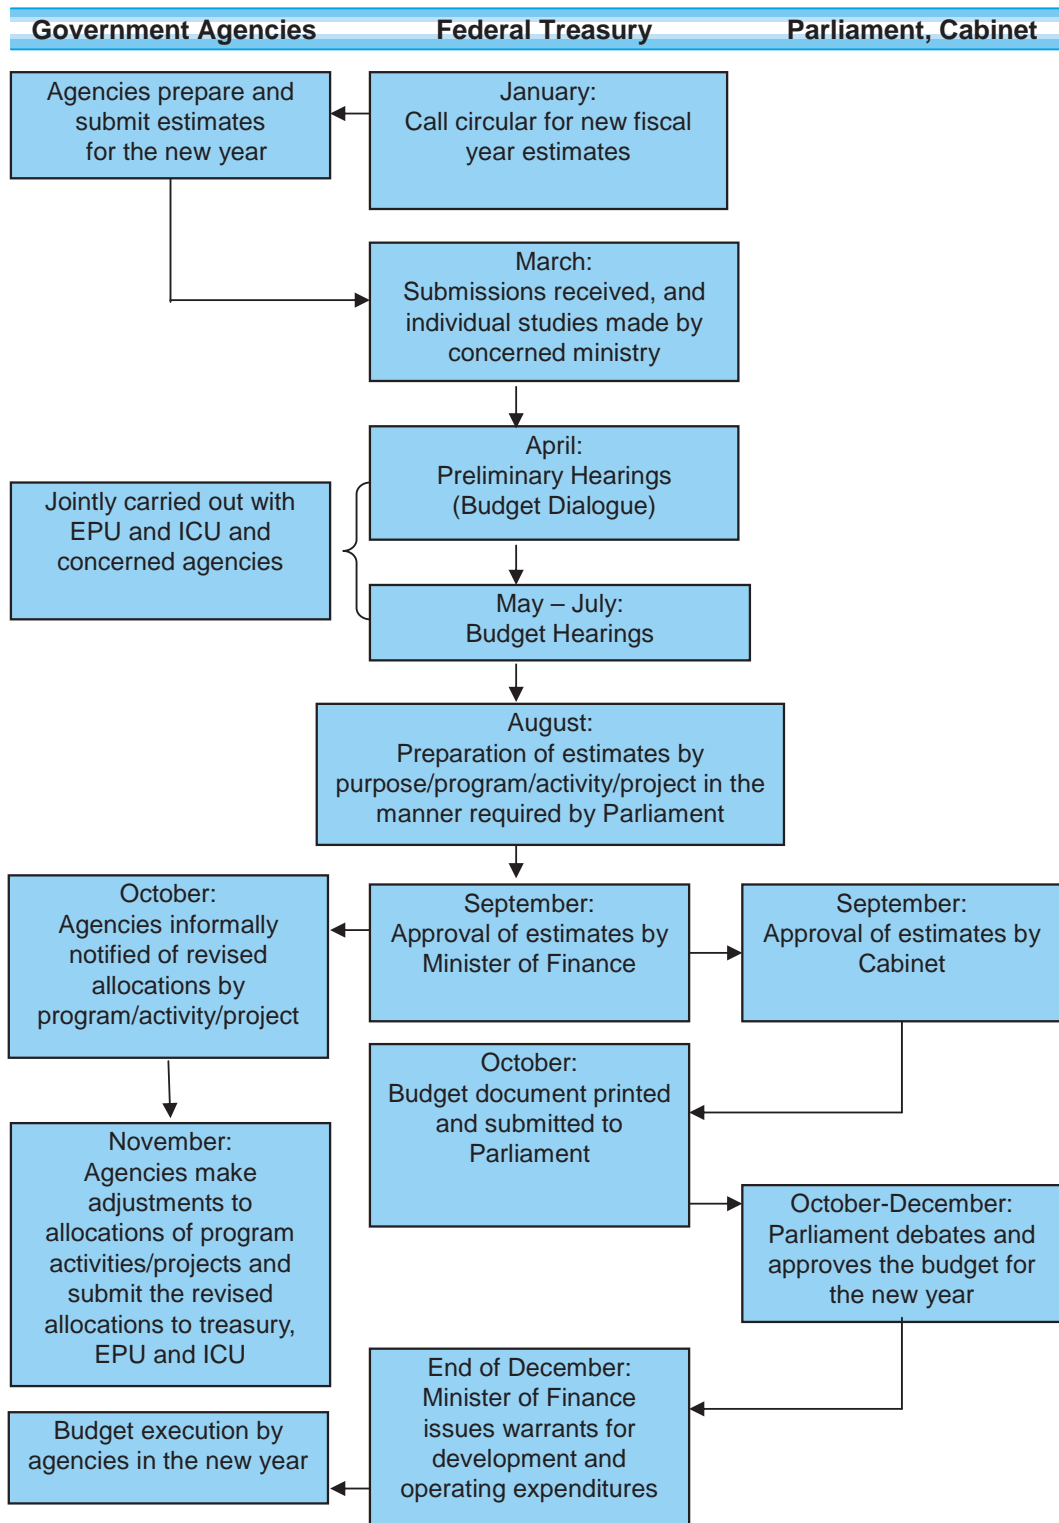 Government Agencies
Federal Treasury
Parliament, Cabinet
Agencies prepare and
submit estimates
for the new year
January:
Call circular for new fiscal
year estimates
March:
Submissions received, and
individual studies made by
concerned ministry
April:
Preliminary Hearings
(Budget Dialogue)
Jointly carried out with
EPU and ICU and
concerned agencies
May – July:
Budget Hearings
August:
Preparation of estimates by
purpose/program/activity/project in the
manner required by Parliament
October:
Agencies informally
notified of revised
allocations by
program/activity/project
September:
Approval of estimates by
Minister of Finance
September:
Approval of estimates by
Cabinet
October:
Budget document printed
and submitted to
Parliament
November:
Agencies make
adjustments to
allocations of program
activities/projects and
submit the revised
allocations to treasury,
EPU and ICU
October-December:
Parliament debates and
approves the budget for
the new year
End of December:
Minister of Finance
issues warrants for
development and
operating expenditures
Budget execution by
agencies in the new year